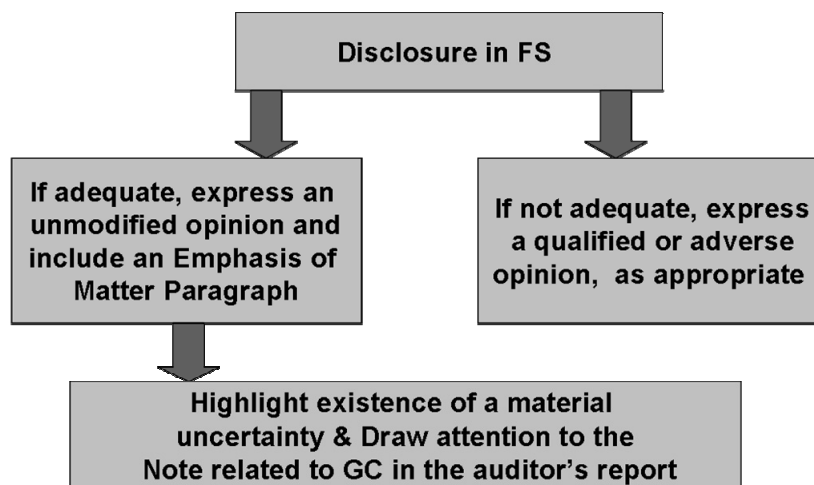 Disclosure in FS
If adequate, express an
unmodified opinion and
include an Emphasis of
Matter Paragraph
If not adequate, express
a qualified or adverse
opinion,  as appropriate
Highlight existence of a material
uncertainty & Draw attention to the
Note related to GC in the auditor's report